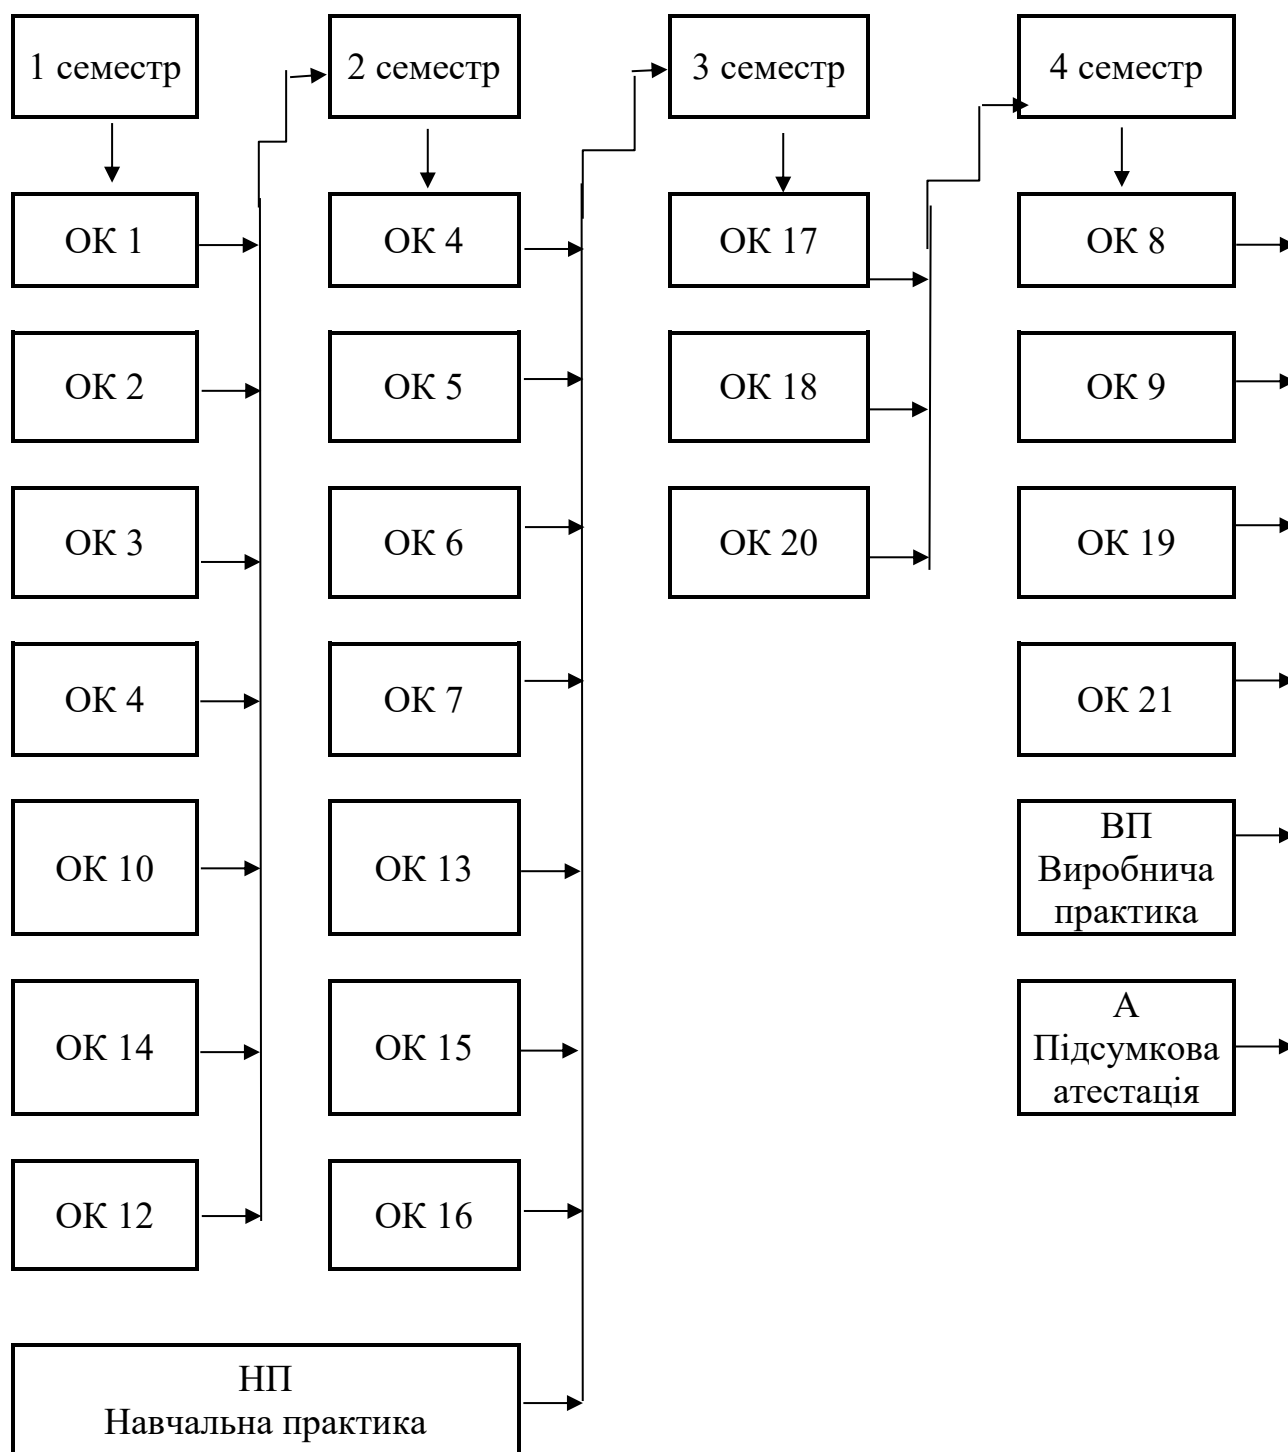 1 семестр
2 семестр
3 семестр
4 семестр
ОК 1
ОК 4
ОК 17
ОК 8
ОК 2
ОК 5
ОК 18
ОК 9
ОК 3
ОК 6
ОК 20
ОК 19
ОК 4
ОК 7
ОК 21
ОК 10
ОК 13
ВП
Виробнича
практика
ОК 14
ОК 15
А
Підсумкова
атестація
ОК 12
ОК 16
НП
Навчальна практика